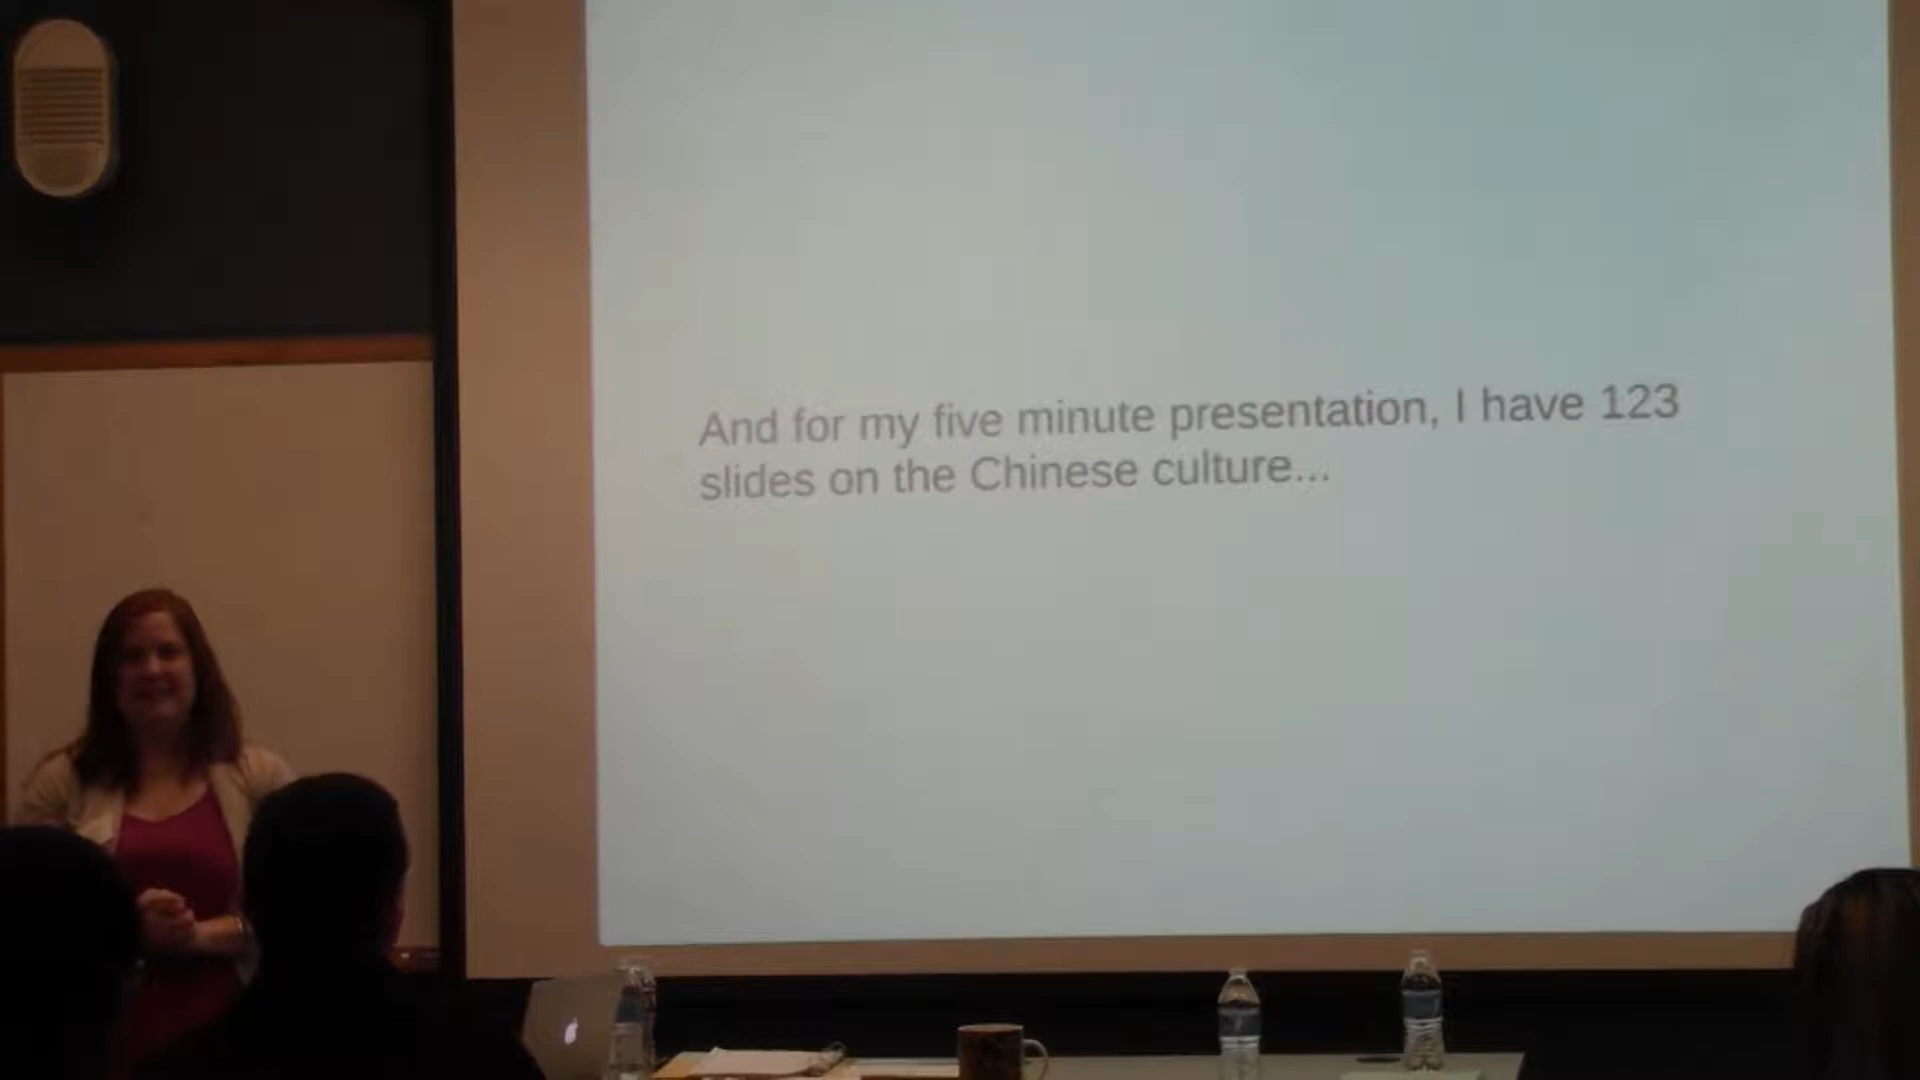 And for my five minute presentation, I have 123
slides on the Chinese culture...